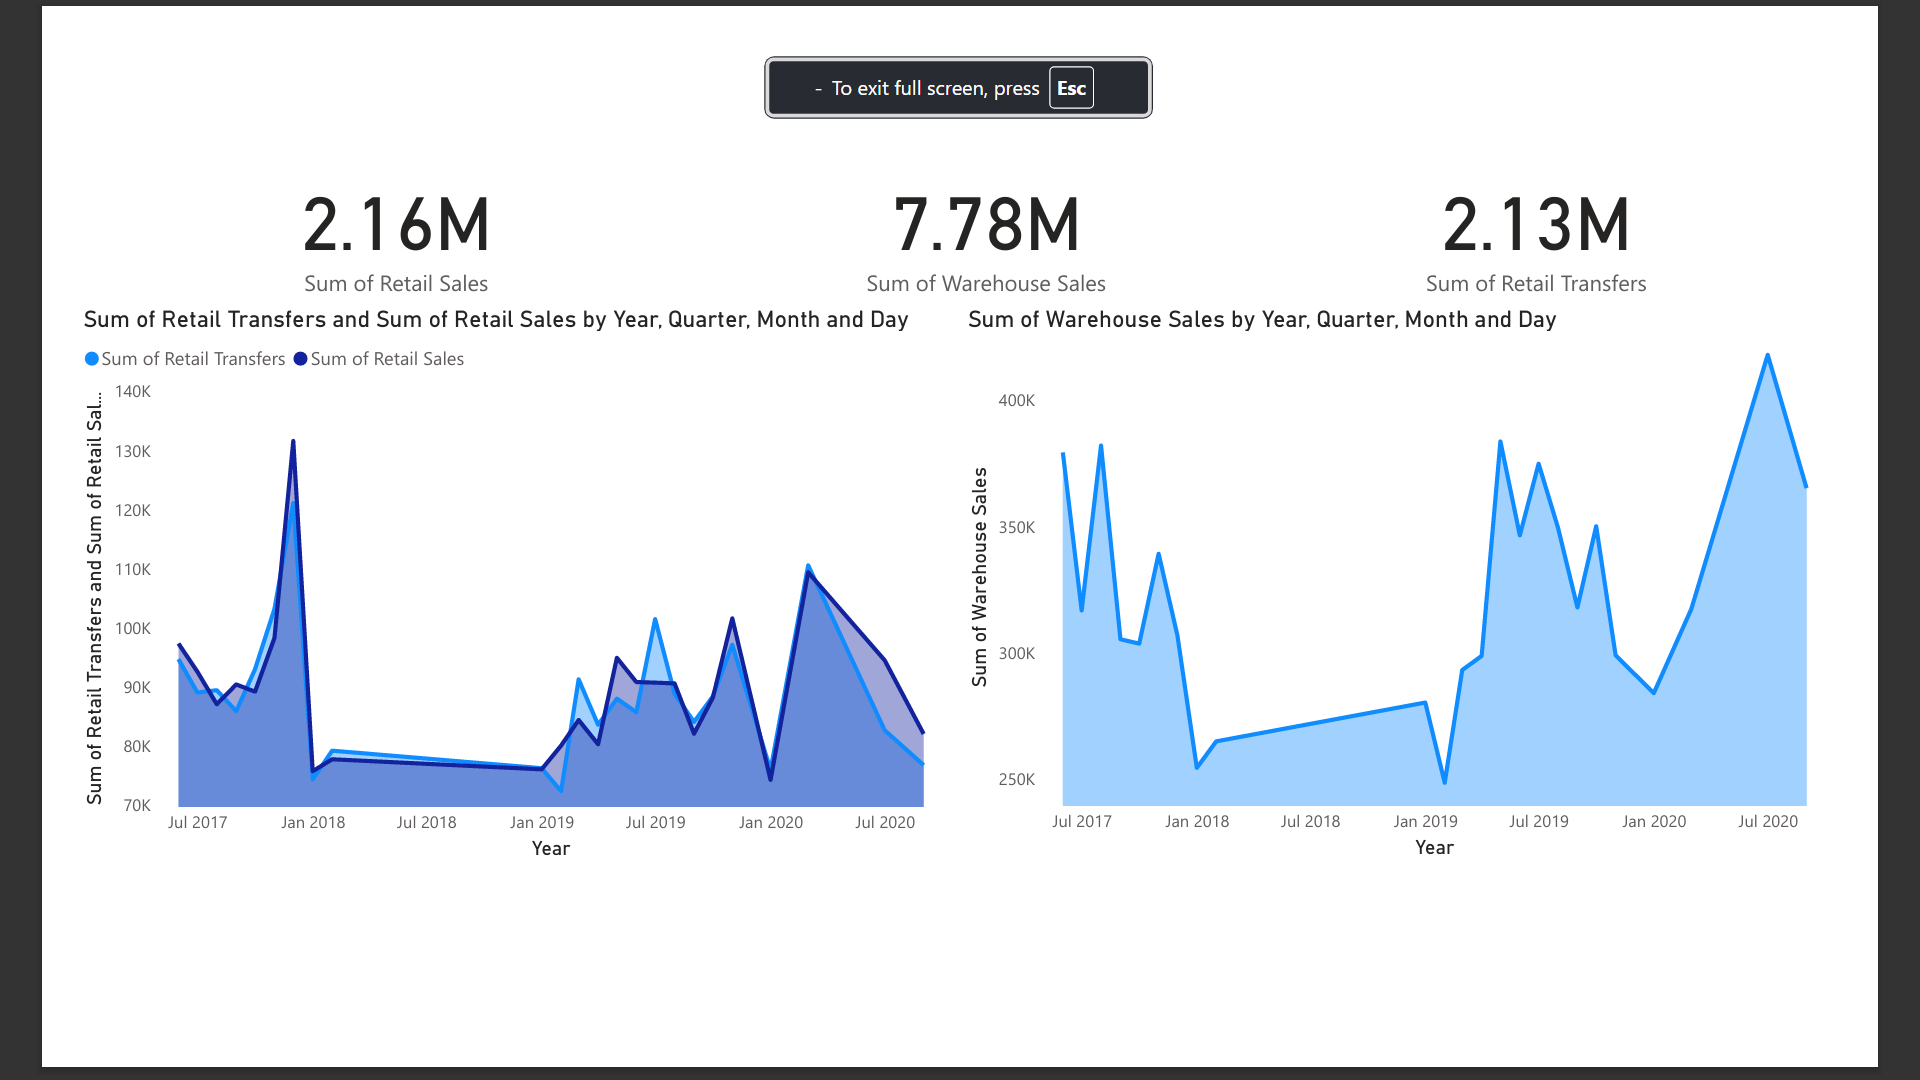 - To exit full screen, press Esc
2.16M
Sum of Retail Sales
7.78M
Sum of Warehouse Sales
2.13M
Sum of Retail Transfers
Sum of Retail Transfers and Sum of Retail Sales by Year, Quarter, Month and Day
Sum of Retail Transfers Sum of Retail Sales
Sum of Retail Transfers and Sum of Retail Sal...
140K
130K
120K
110K
100K
90K
80K
70K
Jul 2017 Jan 2018 Jul 2018 Jan 2019 Jul 2019 Jan 2020 Jul 2020
Year
Sum of Warehouse Sales by Year, Quarter, Month and Day
Sum of Warehouse Sales
400K
350K
300K
250K
Jul 2017 Jan 2018 Jul 2018 Jan 2019 Jul 2019 Jan 2020 Jul 2020
Year